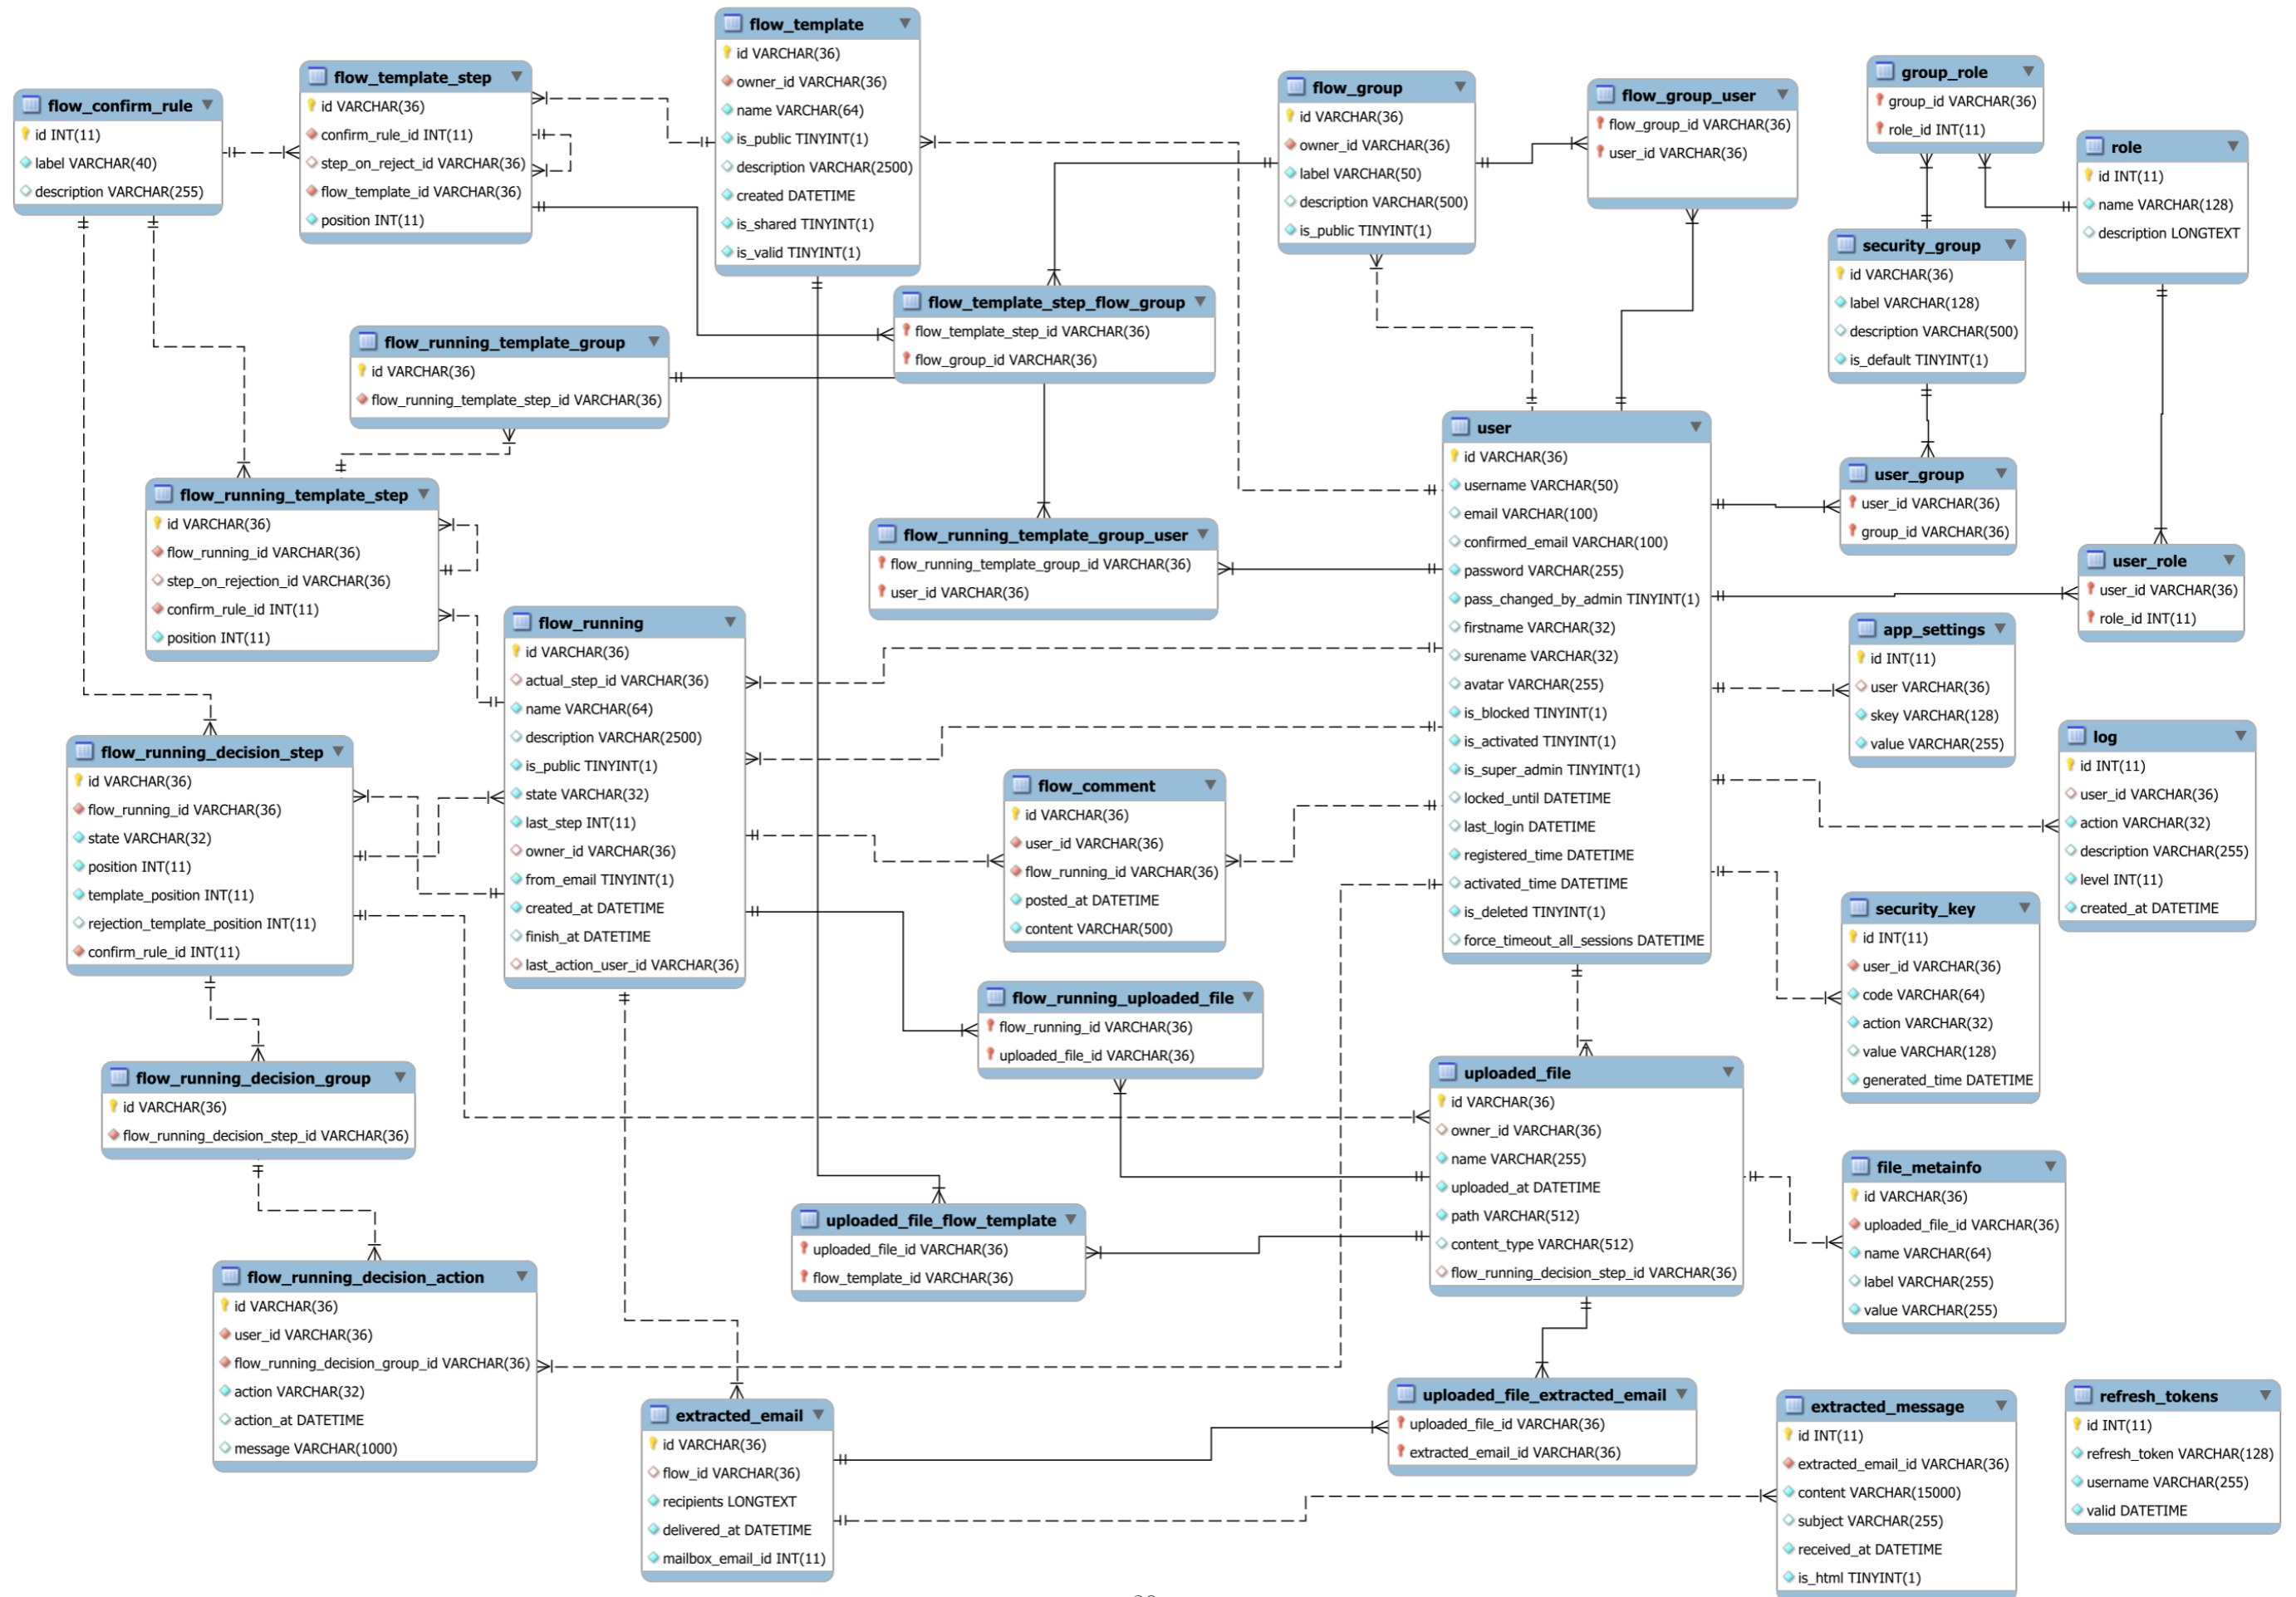 flow_template
id VARCHAR(36)
owner_id VARCHAR(36)
name VARCHAR(64)
is_public TINYINT(1)
description VARCHAR(2500)
created DATETIME
is_shared TINYINT(1)
is_valid TINYINT(1)
flow_template_step
id VARCHAR(36)
confirm_rule_id INT(11)
step_on_reject_id VARCHAR(36)
flow_template_id VARCHAR(36)
position INT(11)
flow_confirm_rule
id INT(11)
label VARCHAR(40)
description VARCHAR(255)
flow_group
id VARCHAR(36)
owner_id VARCHAR(36)
label VARCHAR(50)
description VARCHAR(500)
is_public TINYINT(1)
flow_group_user
flow_group_id VARCHAR(36)
user_id VARCHAR(36)
group_role
group_id VARCHAR(36)
role_id INT(11)
role
id INT(11)
name VARCHAR(128)
description LONGTEXT
security_group
id VARCHAR(36)
label VARCHAR(128)
description VARCHAR(500)
is_default TINYINT(1)
flow_template_step_flow_group
flow_template_step_id VARCHAR(36)
flow_group_id VARCHAR(36)
flow_running_template_group
id VARCHAR(36)
flow_running_template_step_id VARCHAR(36)
flow_running_template_step
id VARCHAR(36)
flow_running_id VARCHAR(36)
step_on_rejection_id VARCHAR(36)
confirm_rule_id INT(11)
position INT(11)
user
id VARCHAR(36)
username VARCHAR(50)
email VARCHAR(100)
confirmed_email VARCHAR(100)
password VARCHAR(255)
pass_changed_by_admin TINYINT(1)
firstname VARCHAR(32)
surename VARCHAR(32)
avatar VARCHAR(255)
is_blocked TINYINT(1)
is_activated TINYINT(1)
is_super_admin TINYINT(1)
locked_until DATETIME
last_login DATETIME
registered_time DATETIME
activated_time DATETIME
is_deleted TINYINT(1)
force_timeout_all_sessions DATETIME
user_group
user_id VARCHAR(36)
group_id VARCHAR(36)
flow_running_template_group_user
flow_running_template_group_id VARCHAR(36)
user_id VARCHAR(36)
user_role
user_id VARCHAR(36)
role_id INT(11)
flow_running
id VARCHAR(36)
actual_step_id VARCHAR(36)
name VARCHAR(64)
description VARCHAR(2500)
is_public TINYINT(1)
state VARCHAR(32)
last_step INT(11)
owner_id VARCHAR(36)
from_email TINYINT(1)
created_at DATETIME
finish_at DATETIME
last_action_user_id VARCHAR(36)
app_settings
id INT(11)
user VARCHAR(36)
skey VARCHAR(128)
value VARCHAR(255)
log
id INT(11)
user_id VARCHAR(36)
action VARCHAR(32)
description VARCHAR(255)
level INT(11)
created_at DATETIME
flow_running_decision_step
id VARCHAR(36)
flow_running_id VARCHAR(36)
state VARCHAR(32)
position INT(11)
template_position INT(11)
rejection_template_position INT(11)
confirm_rule_id INT(11)
flow_comment
id VARCHAR(36)
user_id VARCHAR(36)
flow_running_id VARCHAR(36)
posted_at DATETIME
content VARCHAR(500)
security_key
id INT(11)
user_id VARCHAR(36)
code VARCHAR(64)
action VARCHAR(32)
value VARCHAR(128)
generated_time DATETIME
flow_running_uploaded_file
flow_running_id VARCHAR(36)
uploaded_file_id VARCHAR(36)
flow_running_decision_group
id VARCHAR(36)
flow_running_decision_step_id VARCHAR(36)
uploaded_file
id VARCHAR(36)
owner_id VARCHAR(36)
name VARCHAR(255)
uploaded_at DATETIME
path VARCHAR(512)
content_type VARCHAR(512)
flow_running_decision_step_id VARCHAR(36)
file_metainfo
id VARCHAR(36)
uploaded_file_id VARCHAR(36)
name VARCHAR(64)
label VARCHAR(255)
value VARCHAR(255)
uploaded_file_flow_template
uploaded_file_id VARCHAR(36)
flow_template_id VARCHAR(36)
flow_running_decision_action
id VARCHAR(36)
user_id VARCHAR(36)
flow_running_decision_group_id VARCHAR(36)
action VARCHAR(32)
action_at DATETIME
message VARCHAR(1000)
extracted_email
id VARCHAR(36)
flow_id VARCHAR(36)
recipients LONGTEXT
delivered_at DATETIME
mailbox_email_id INT(11)
uploaded_file_extracted_email
uploaded_file_id VARCHAR(36)
extracted_email_id VARCHAR(36)
extracted_message
id INT(11)
extracted_email_id VARCHAR(36)
content VARCHAR(15000)
subject VARCHAR(255)
received_at DATETIME
is_html TINYINT(1)
refresh_tokens
id INT(11)
refresh_token VARCHAR(128)
username VARCHAR(255)
valid DATETIME